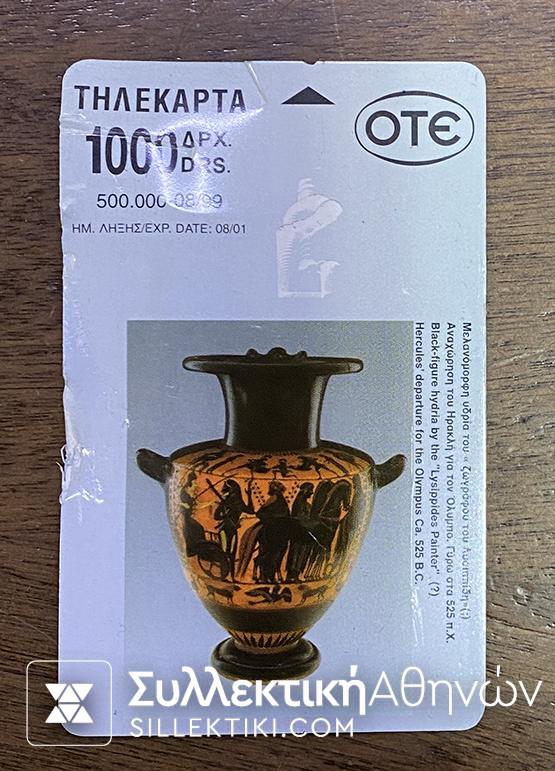 ΤΗΛΕΚΑΡΤΑ
1000 ΔΡΧ.
DRS.
500.000-08/99
ΗΜ. ΛΗΞΗΣ/EXP. DATE: 08/01
ΟΤΕ
Μελανόμορφη υδρία του « ζωγράφου του Λυσιππίδη»(;)
Αναχώρηση του Ηρακλή για τον Όλυμπο. Γύρω στα 525 π.Χ.
Black-figure hydria by the "Lysippides Painter" (?)
Hercules' departure for the Olympus Ca. 525 B.C.
ΣυλλεκτικήΑθηνών
SILLEKTIKI.COM